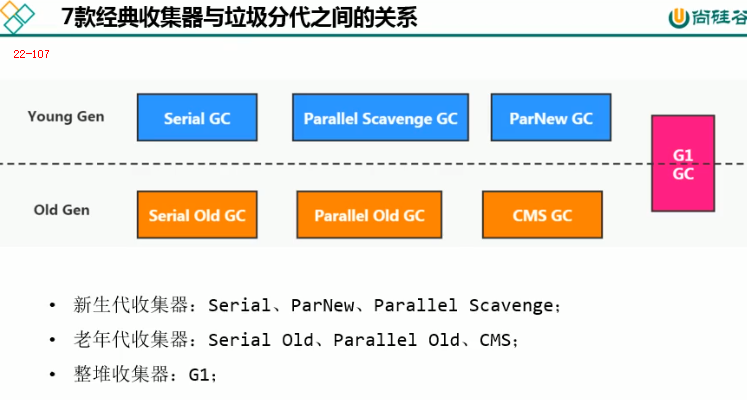 7款经典收集器与垃圾分代之间的关系
尚硅谷
22-107
Young Gen
Serial GC
Parallel Scavenge GC
ParNew GC
G1
GC
Old Gen
Serial Old GC
Parallel Old GC
CMS GC
• 新生代收集器：Serial、ParNew、Parallel Scavenge；
• 老年代收集器：Serial Old、Parallel Old、CMS；
• 整堆收集器：G1；